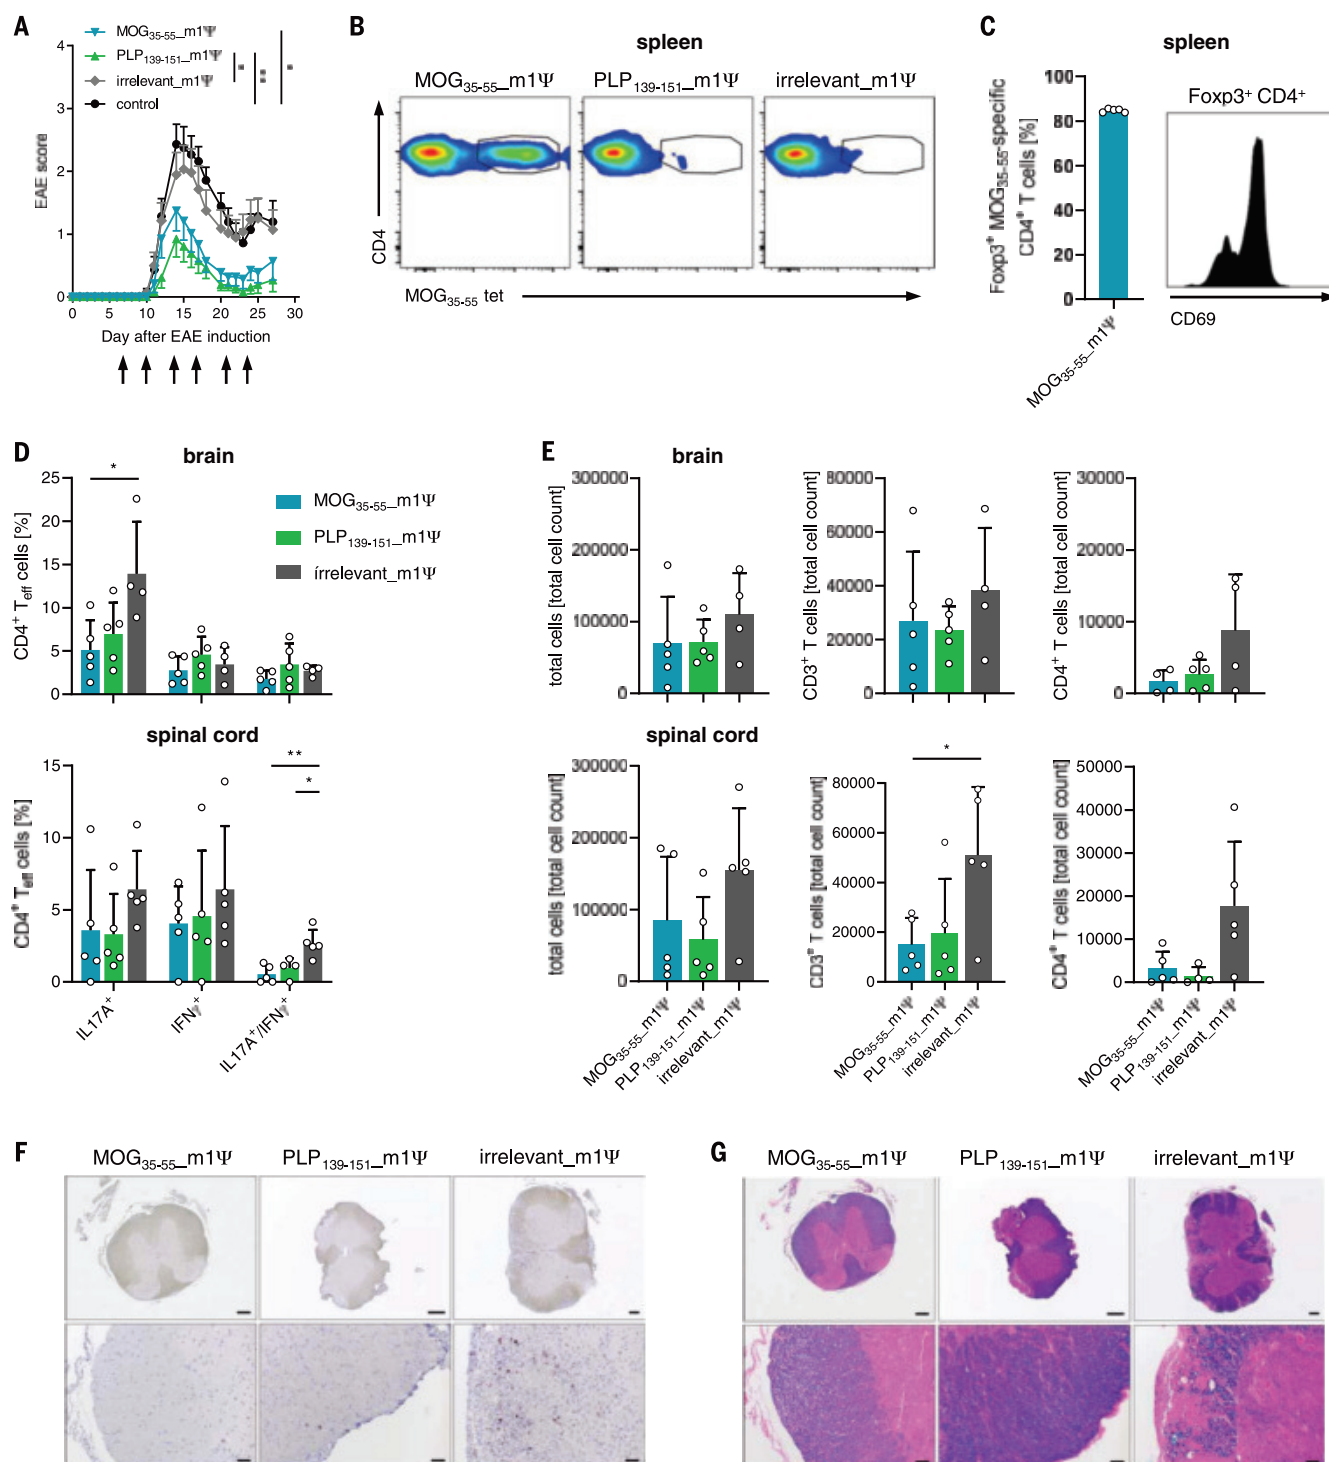 A
MOG35-55_m1Ψ
PLP139-151_m1Ψ
irrelevant_m1Ψ
control
*
**
*
EAE score
4
3
2
1
0
0 5 10 15 20 25 30
Day after EAE induction
B
spleen
MOG35-55_m1Ψ PLP139-151_m1Ψ irrelevant_m1Ψ
CD4
MOG35-55 tet
C
spleen
Foxp3+ MOG35-55-specific
CD4+ T cells [%]
100
80
60
40
20
0
MOG35-55_m1Ψ
Foxp3+ CD4+
CD69
D
brain
CD4+ Teff cells [%]
25
20
15
10
5
0
*
MOG35-55_m1Ψ
PLP139-151_m1Ψ
irrelevant_m1Ψ
spinal cord
CD4+ Teff cells [%]
15
10
5
0
**
*
IL17A+
IFNγ+
IL17A+/IFNγ+
E
brain
total cells [total cell count]
300000
200000
100000
0
CD3+ T cells [total cell count]
80000
60000
40000
20000
0
CD4+ T cells [total cell count]
30000
20000
10000
0
spinal cord
total cells [total cell count]
300000
200000
100000
0
MOG35-55_m1Ψ
PLP139-151_m1Ψ
irrelevant_m1Ψ
CD3+ T cells [total cell count]
80000
60000
40000
20000
0
*
MOG35-55_m1Ψ
PLP139-151_m1Ψ
irrelevant_m1Ψ
CD4+ T cells [total cell count]
50000
40000
30000
20000
10000
0
MOG35-55_m1Ψ
PLP139-151_m1Ψ
irrelevant_m1Ψ
F
MOG35-55_m1Ψ PLP139-151_m1Ψ irrelevant_m1Ψ
G
MOG35-55_m1Ψ PLP139-151_m1Ψ irrelevant_m1Ψ